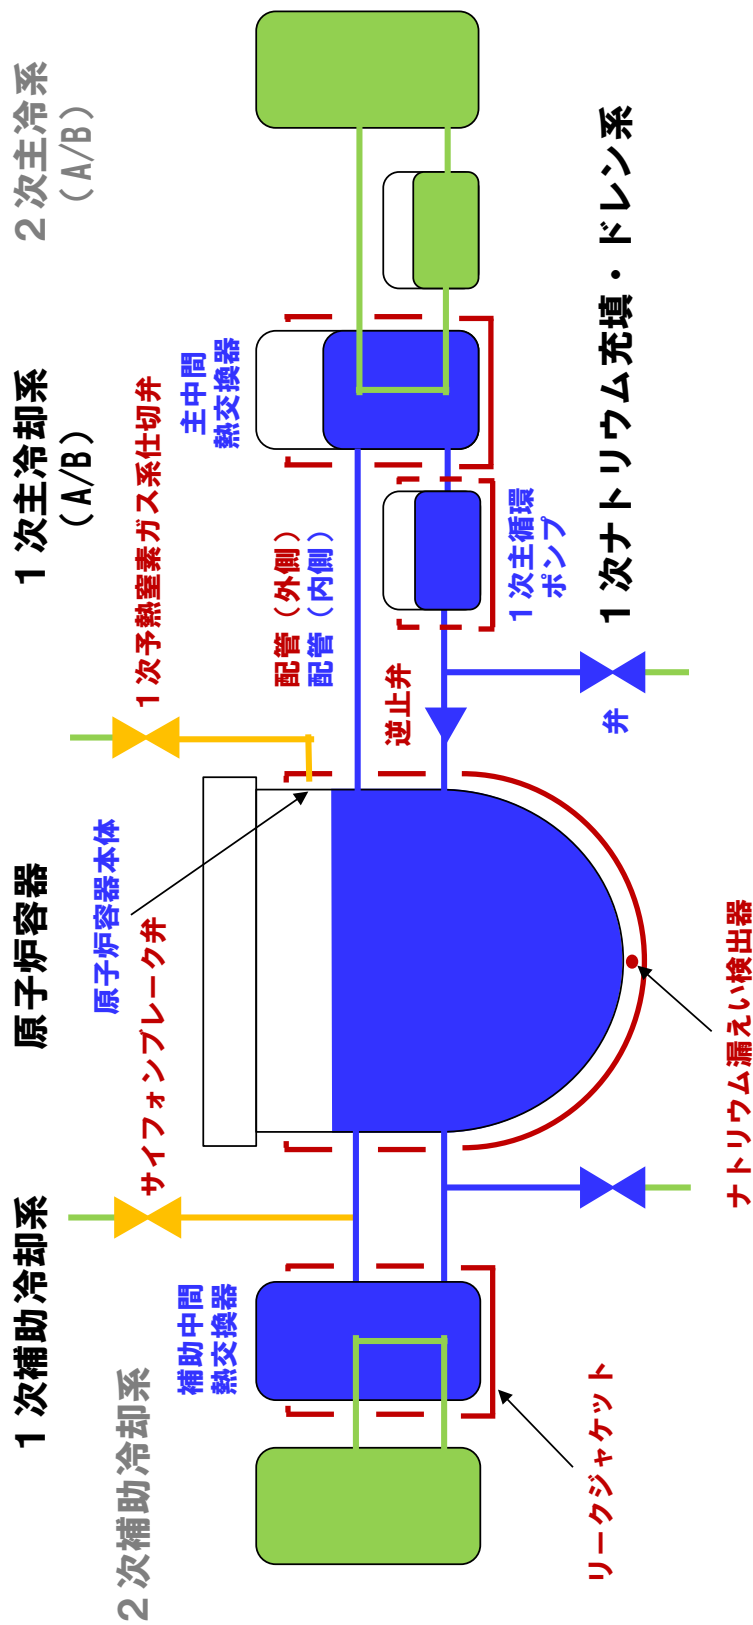 １次補助冷却系
原子炉容器
１次主冷却系
（A/B）
２次主冷系
（A/B）
２次補助冷却系
サイフォンブレーク弁
原子炉容器本体
１次予熱窒素ガス系仕切弁
補助中間
熱交換器
主中間
熱交換器
配管（外側）
配管（内側）
逆止弁
１次主循環
ポンプ
弁
１次ナトリウム充填・ドレン系
リークジャケット
ナトリウム漏えい検出器